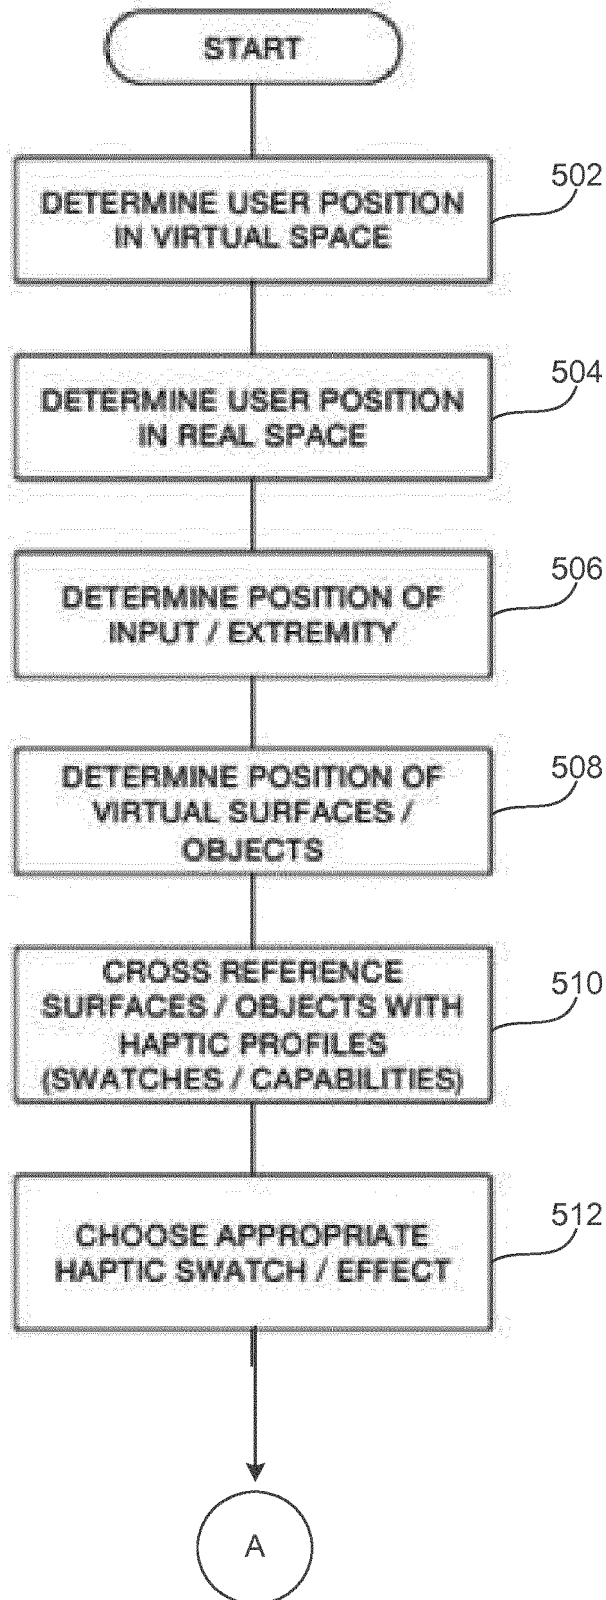 START
502
DETERMINE USER POSITION
IN VIRTUAL SPACE
504
DETERMINE USER POSITION
IN REAL SPACE
506
DETERMINE POSITION OF
INPUT / EXTREMITY
508
DETERMINE POSITION OF
VIRTUAL SURFACES /
OBJECTS
510
CROSS REFERENCE
SURFACES / OBJECTS WITH
HAPTIC PROFILES
(SWATCHES / CAPABILITIES)
512
CHOOSE APPROPRIATE
HAPTIC SWATCH / EFFECT
A